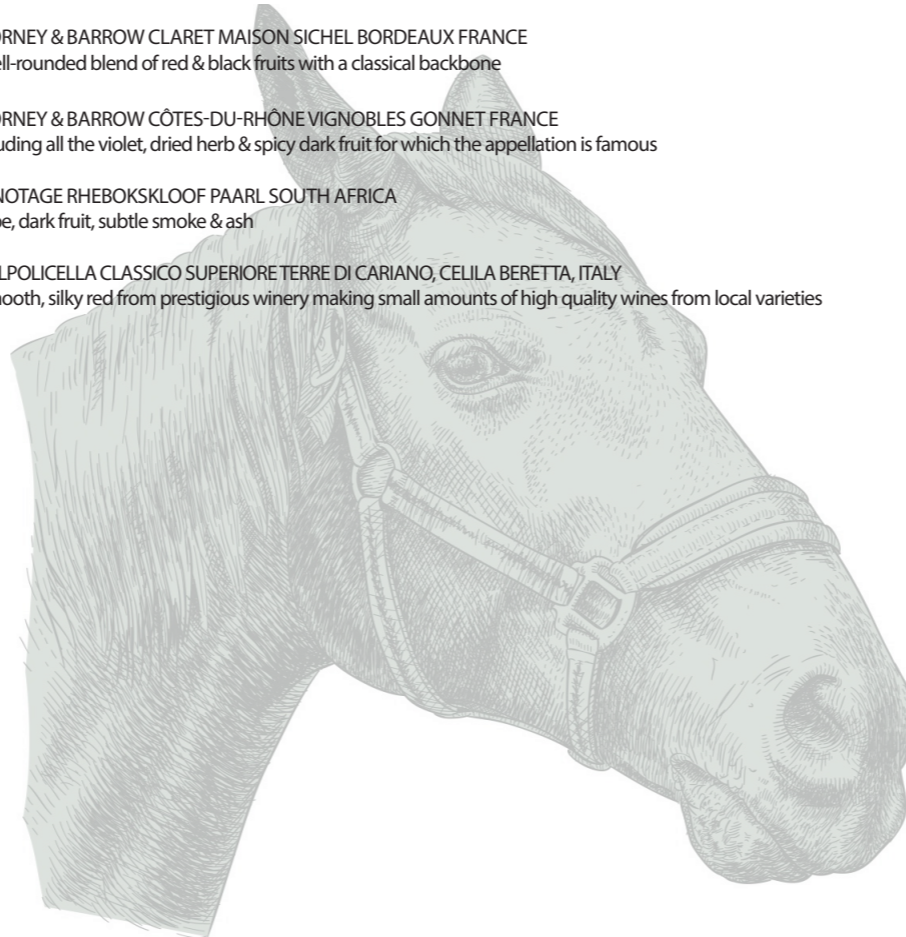 ORNEY & BARROW CLARET MAISON SICHEL BORDEAUX FRANCE
ell-rounded blend of red & black fruits with a classical backbone
ORNEY & BARROW CÔTES-DU-RHÔNE VIGNOBLES GONNET FRANCE
uding all the violet, dried herb & spicy dark fruit for which the appellation is famous
NOTAGE RHEBOKSKLOOF PAARL SOUTH AFRICA
pe, dark fruit, subtle smoke & ash
LPOLICELLA CLASSICO SUPERIORE TERRE DI CARIANO, CELILA BERETTA, ITALY
mooth, silky red from prestigious winery making small amounts of high quality wines from local varieties